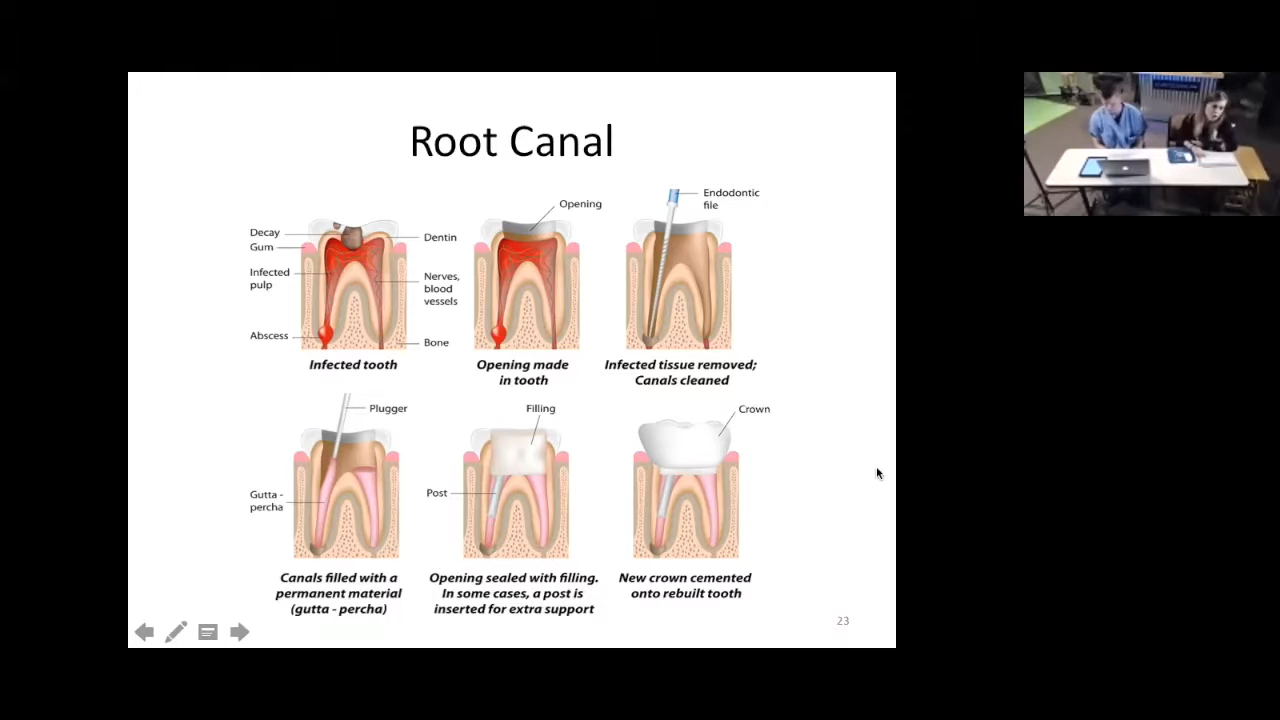 Root Canal
Decay
Gum
Infected
pulp
Abscess
Dentin
Nerves,
blood
vessels
Bone
Infected tooth
Opening
Opening made
in tooth
Endodontic
file
Infected tissue removed;
Canals cleaned
Plugger
Gutta -
percha
Canals filled with a
permanent material
(gutta - percha)
Filling
Post
Opening sealed with filling.
In some cases, a post is
inserted for extra support
Crown
New crown cemented
onto rebuilt tooth
23